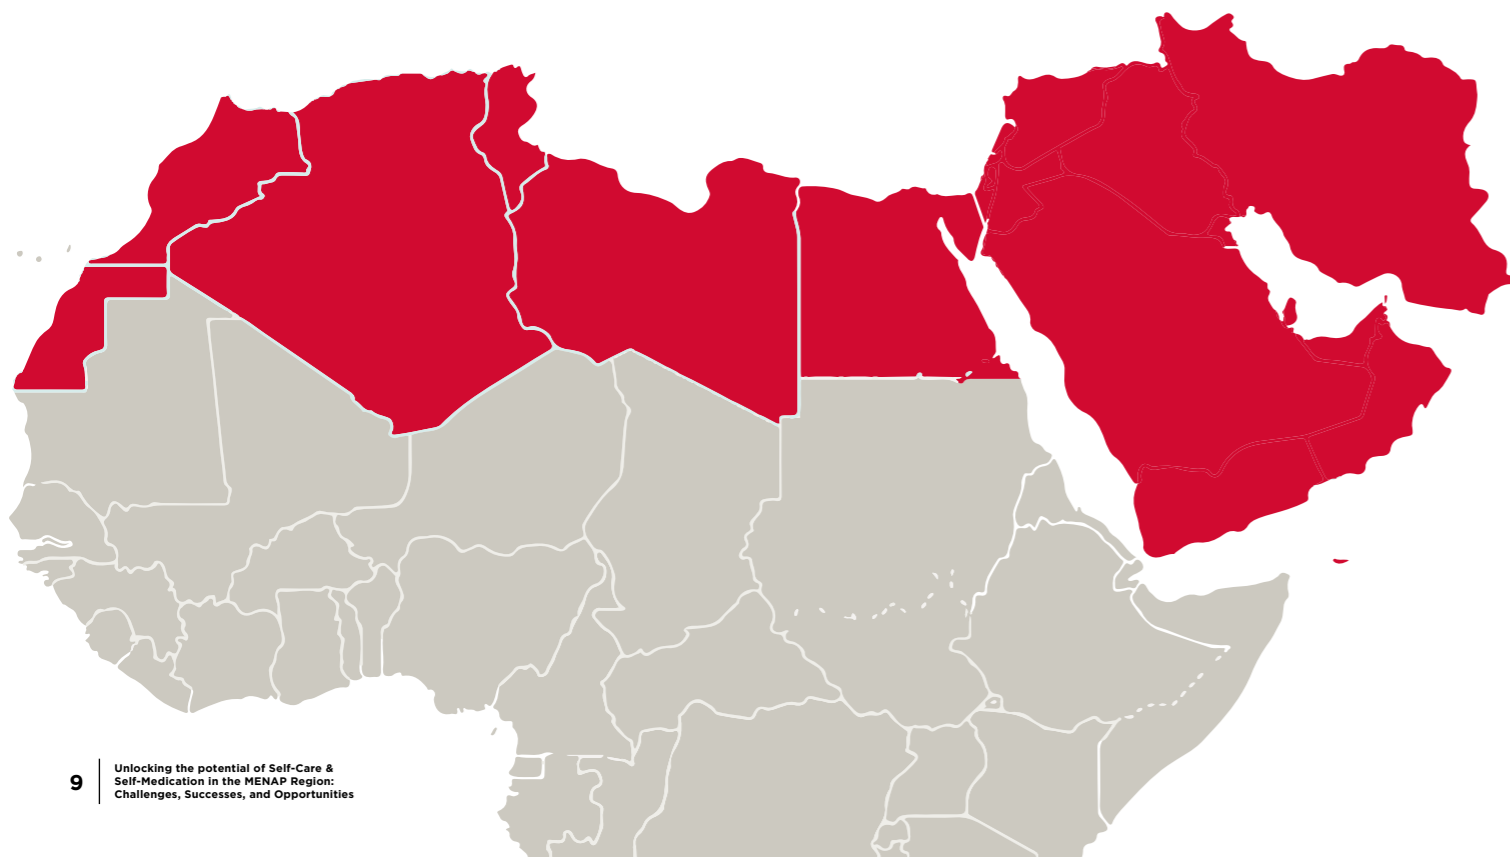 9
Unlocking the potential of Self-Care &
Self-Medication in the MENAP Region:
Challenges, Successes, and Opportunities